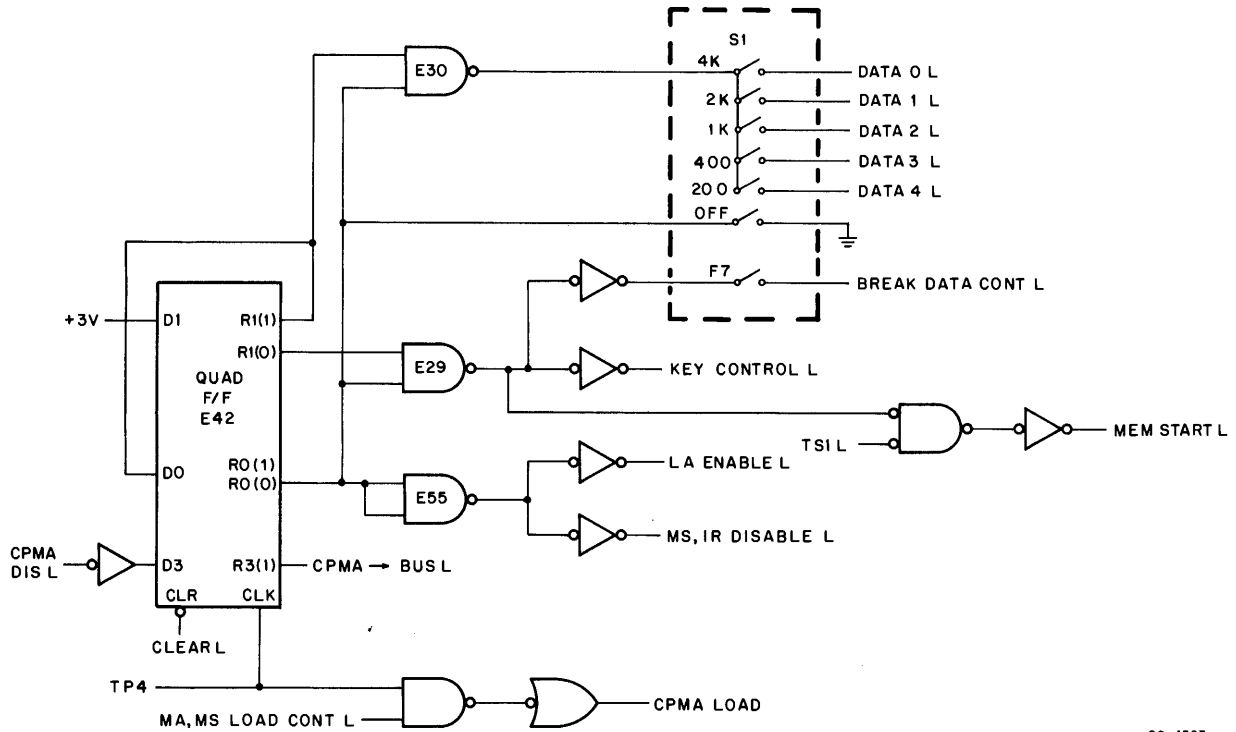 S1
4K
DATA 0 L
E30
2K
DATA 1 L
1K
DATA 2 L
400
DATA 3 L
200
DATA 4 L
OFF
F7
BREAK DATA CONT L
+3V
D1
R1(1)
R1(0)
E29
QUAD
F/F
E42
KEY CONTROL L
TS1 L
MEM START L
D0
R0(1)
R0(0)
E55
LA ENABLE L
MS, IR DISABLE L
CPMA
DIS L
D3
R3(1)
CPMA → BUS L
CLR
CLK
CLEAR L
TP4
CPMA LOAD
MA, MS LOAD CONT L